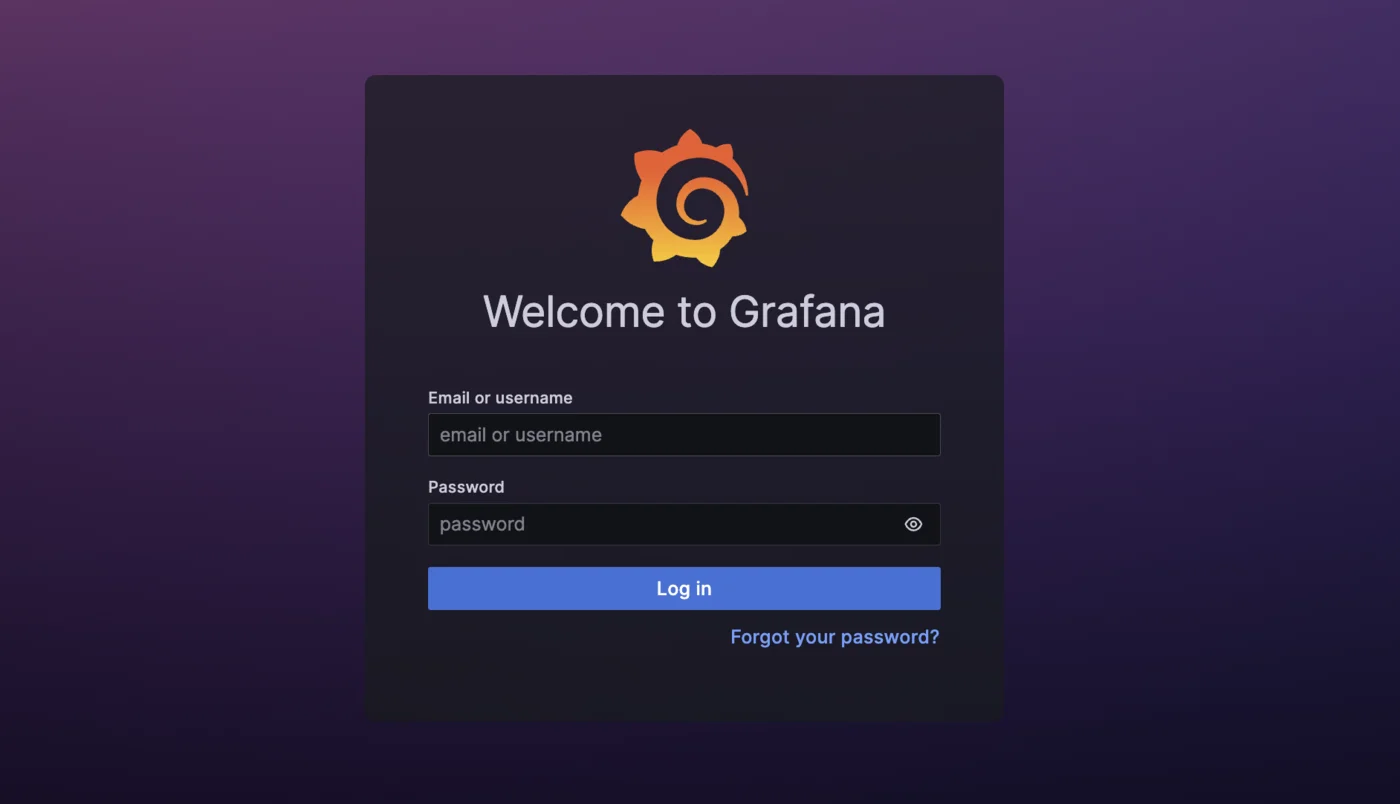 Welcome to Grafana
Email or username
email or username
Password
password
Log in
Forgot your password?